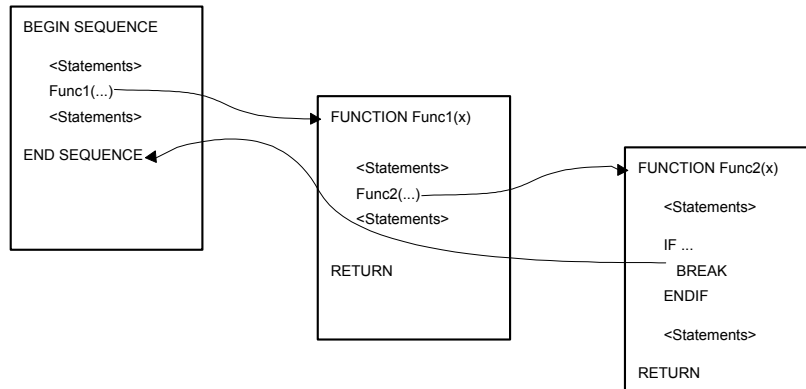 BEGIN SEQUENCE
<Statements>
Func1(...)
<Statements>
END SEQUENCE
FUNCTION Func1(x)
<Statements>
Func2(...)
<Statements>
RETURN
FUNCTION Func2(x)
<Statements>
IF ...
BREAK
ENDIF
<Statements>
RETURN